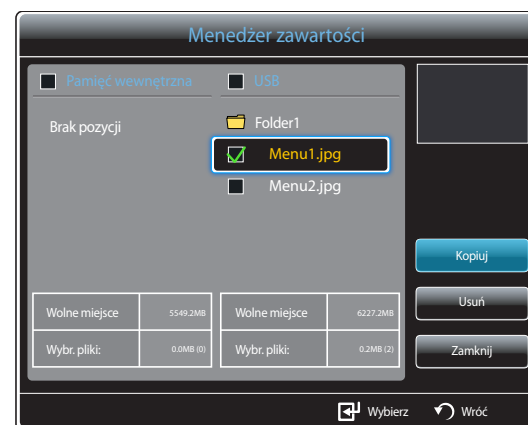 Menedżer zawartości
Pamięć wewnętrzna
USB
Brak pozycji
Folder1
Menu1.jpg
Menu2.jpg
Kopiuj
Usuń
Zamknij
Wolne miejsce 5549.2MB
Wybr. pliki: 0.0MB (0)
Wolne miejsce 6227.2MB
Wybr. pliki: 0.2MB (2)
Wybierz Wróć